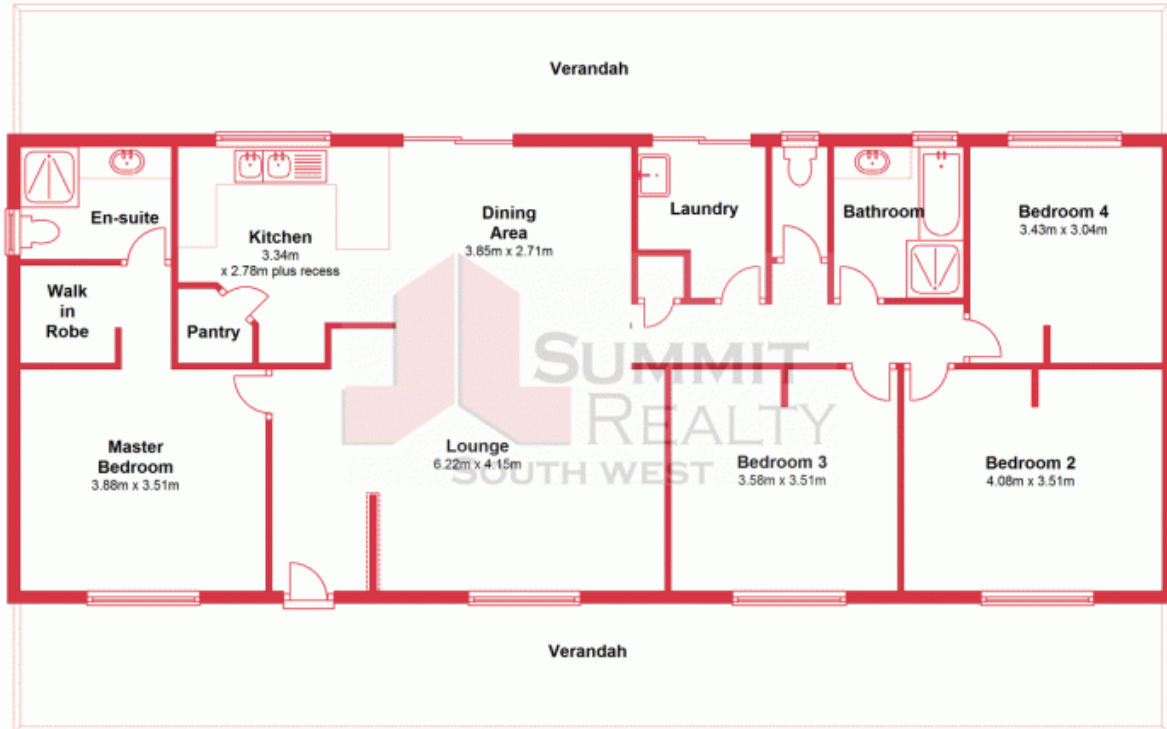 Verandah
En-suite
Kitchen
3.34m
x 2.78m plus recess
Dining
Area
3.85m x 2.71m
Laundry
Bathroom
Bedroom 4
3.43m x 3.04m
Walk
in
Robe
Pantry
SUMMIT
REALTY
SOUTH WEST
Master
Bedroom
3.88m x 3.51m
Lounge
6.22m x 4.15m
Bedroom 3
3.58m x 3.51m
Bedroom 2
4.08m x 3.51m
Verandah